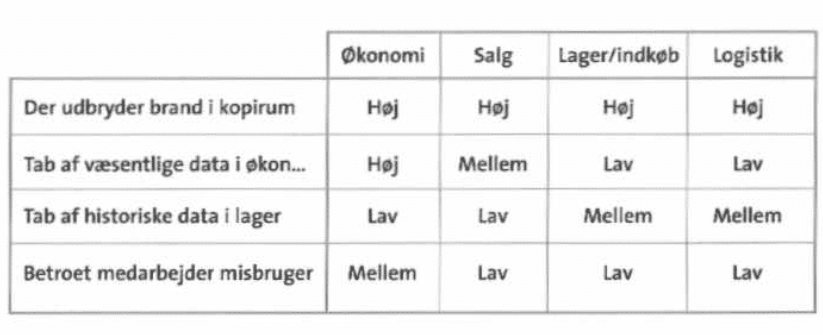 Økonomi Salg Lager/indkøb Logistik
Der udbryder brand i kopirum Høj Høj Høj Høj
Tab af væsentlige data i økon... Høj Mellem Lav Lav
Tab af historiske data i lager Lav Lav Mellem Mellem
Betroet medarbejder misbruger Mellem Lav Lav Lav